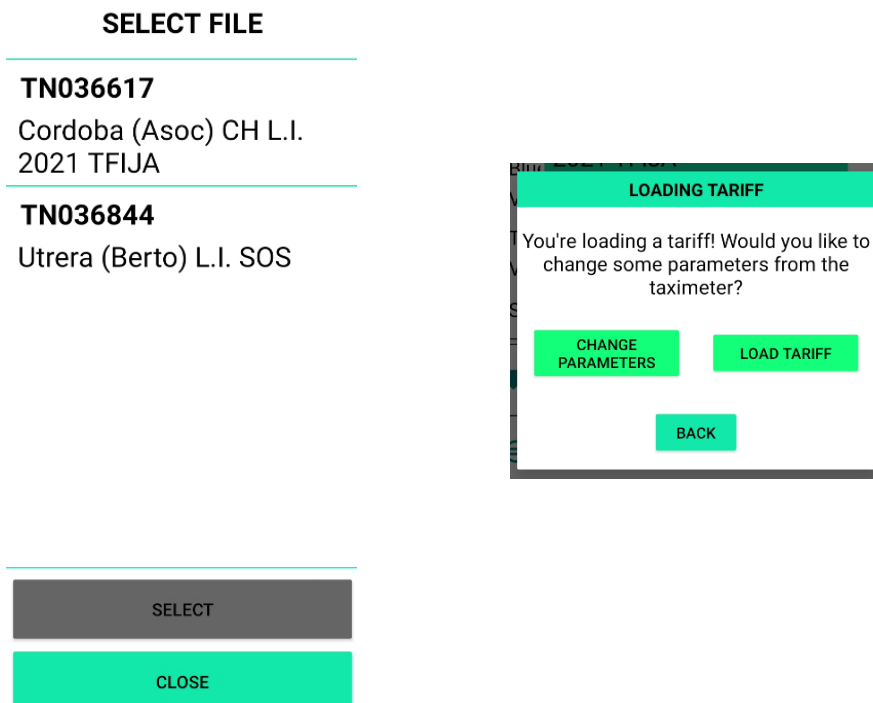 SELECT FILE
TN036617
Cordoba (Asoc) CH L.I.
2021 TFIJA
TN036844
Utrera (Berto) L.I. SOS
SELECT
CLOSE
LOADING TARIFF
You're loading a tariff! Would you like to
change some parameters from the
taximeter?
CHANGE
PARAMETERS
LOAD TARIFF
BACK